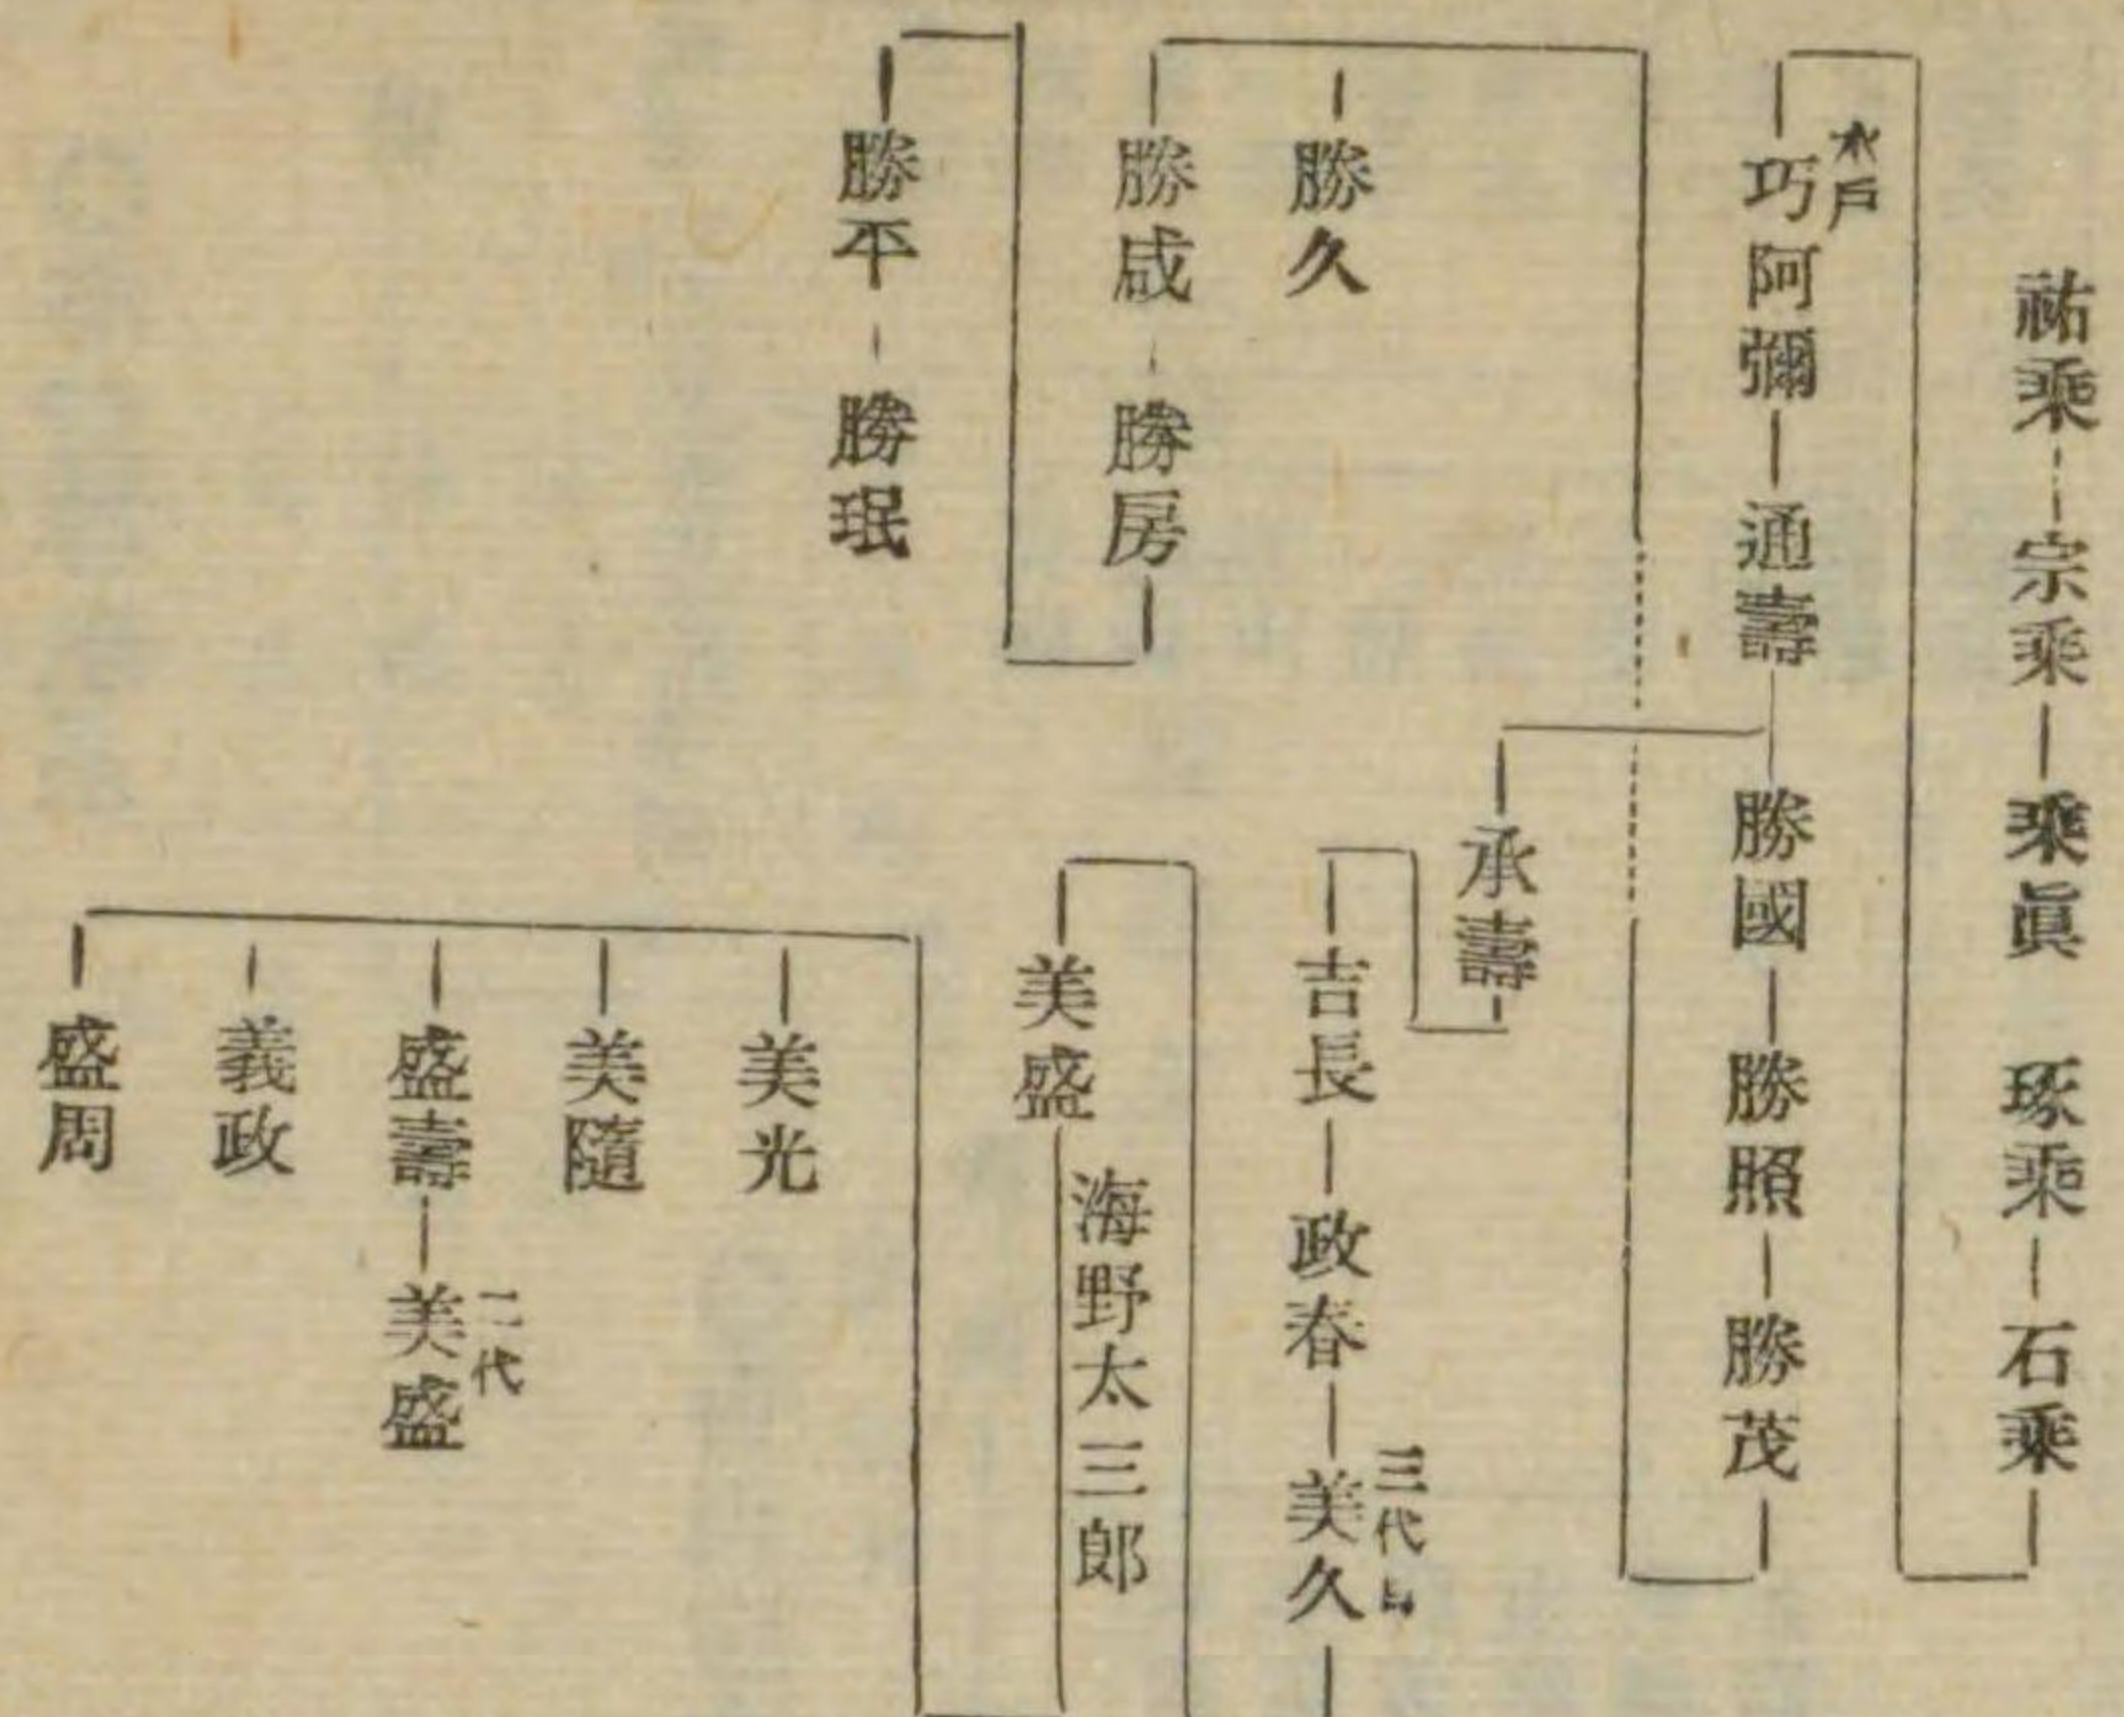 祐乘―宗乘―乘眞 琢乘―石乘
水戸
巧阿彌―通壽―勝國―勝照―勝茂
承壽
勝久
吉長―政春―美久
三代目
勝成―勝房
美盛
海野太三郎
勝平―勝珉
美光
美隨
盛壽―美盛
二代
義政
盛周